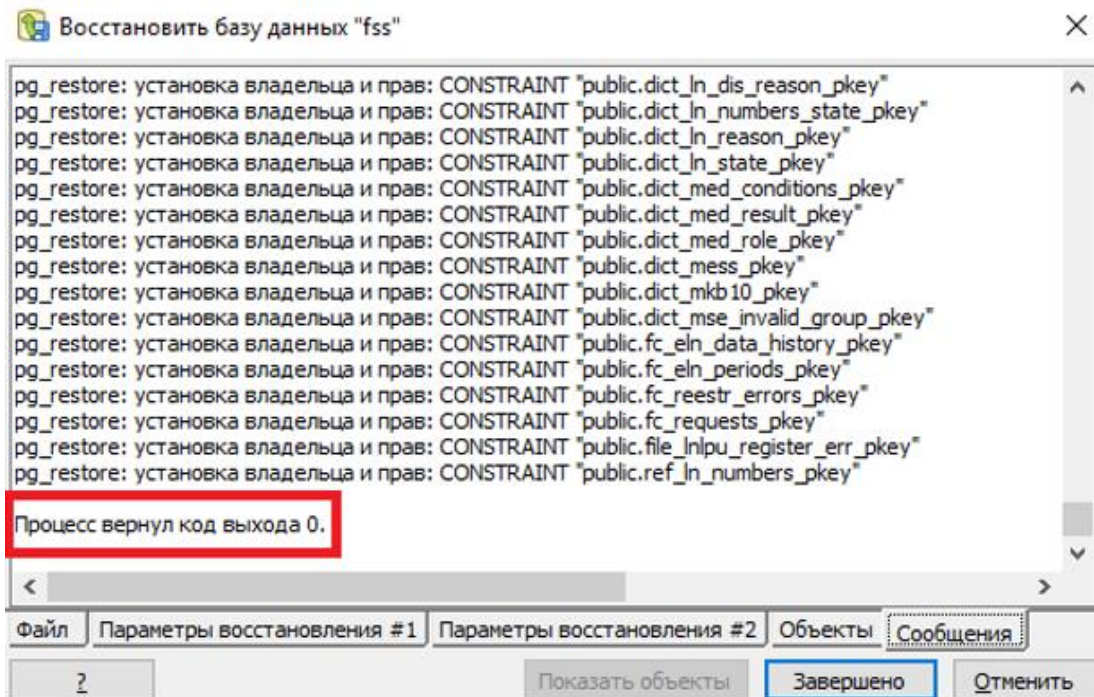 Восстановить базу данных "fss"
pg_restore: установка владельца и прав: CONSTRAINT "public.dict_ln_dis_reason_pkey"
pg_restore: установка владельца и прав: CONSTRAINT "public.dict_ln_numbers_state_pkey"
pg_restore: установка владельца и прав: CONSTRAINT "public.dict_ln_reason_pkey"
pg_restore: установка владельца и прав: CONSTRAINT "public.dict_ln_state_pkey"
pg_restore: установка владельца и прав: CONSTRAINT "public.dict_med_conditions_pkey"
pg_restore: установка владельца и прав: CONSTRAINT "public.dict_med_result_pkey"
pg_restore: установка владельца и прав: CONSTRAINT "public.dict_med_role_pkey"
pg_restore: установка владельца и прав: CONSTRAINT "public.dict_mess_pkey"
pg_restore: установка владельца и прав: CONSTRAINT "public.dict_mkb10_pkey"
pg_restore: установка владельца и прав: CONSTRAINT "public.dict_mse_invalid_group_pkey"
pg_restore: установка владельца и прав: CONSTRAINT "public.fc_eln_data_history_pkey"
pg_restore: установка владельца и прав: CONSTRAINT "public.fc_eln_periods_pkey"
pg_restore: установка владельца и прав: CONSTRAINT "public.fc_reestr_errors_pkey"
pg_restore: установка владельца и прав: CONSTRAINT "public.fc_requests_pkey"
pg_restore: установка владельца и прав: CONSTRAINT "public.file_lnlpu_register_err_pkey"
pg_restore: установка владельца и прав: CONSTRAINT "public.ref_ln_numbers_pkey"
Процесс вернул код выхода 0.
Файл Параметры восстановления #1 Параметры восстановления #2 Объекты Сообщения
? Показать объекты Завершено Отменить